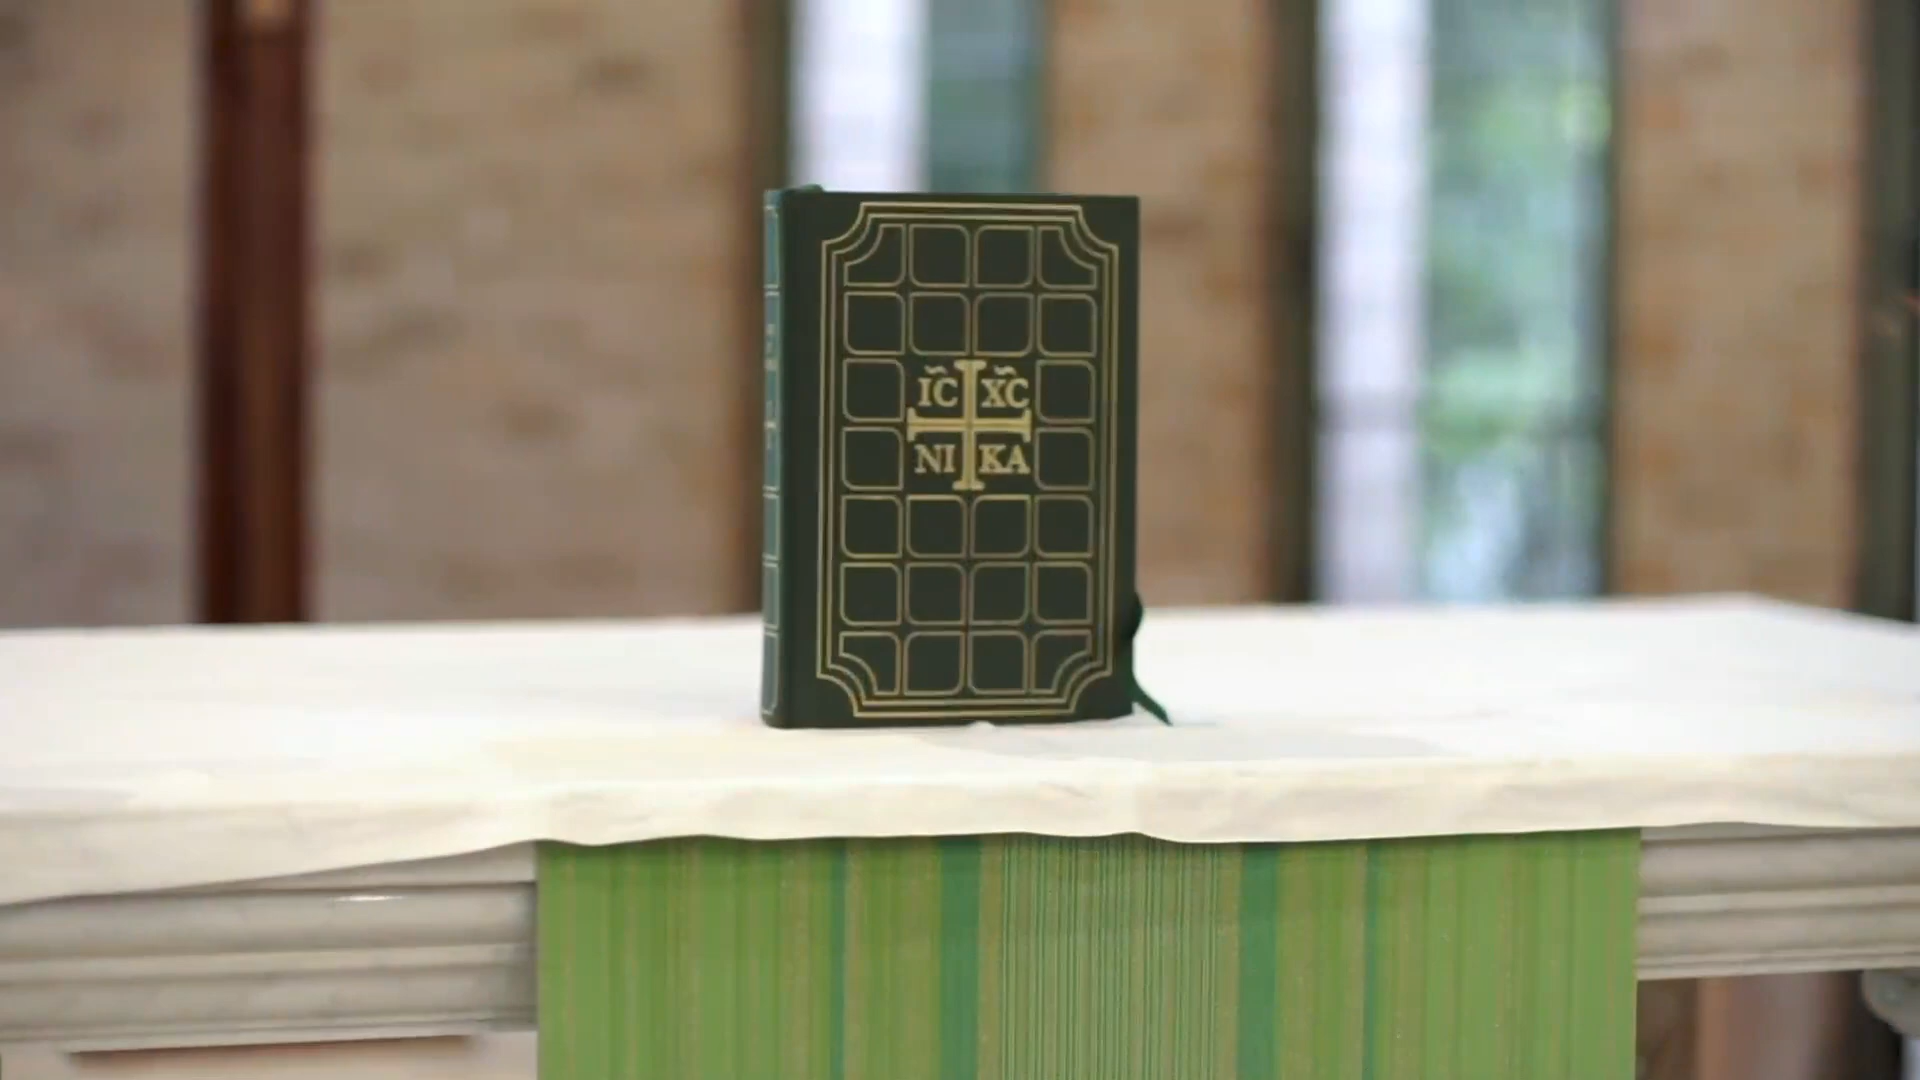 IC̃ XC̃
NI KA